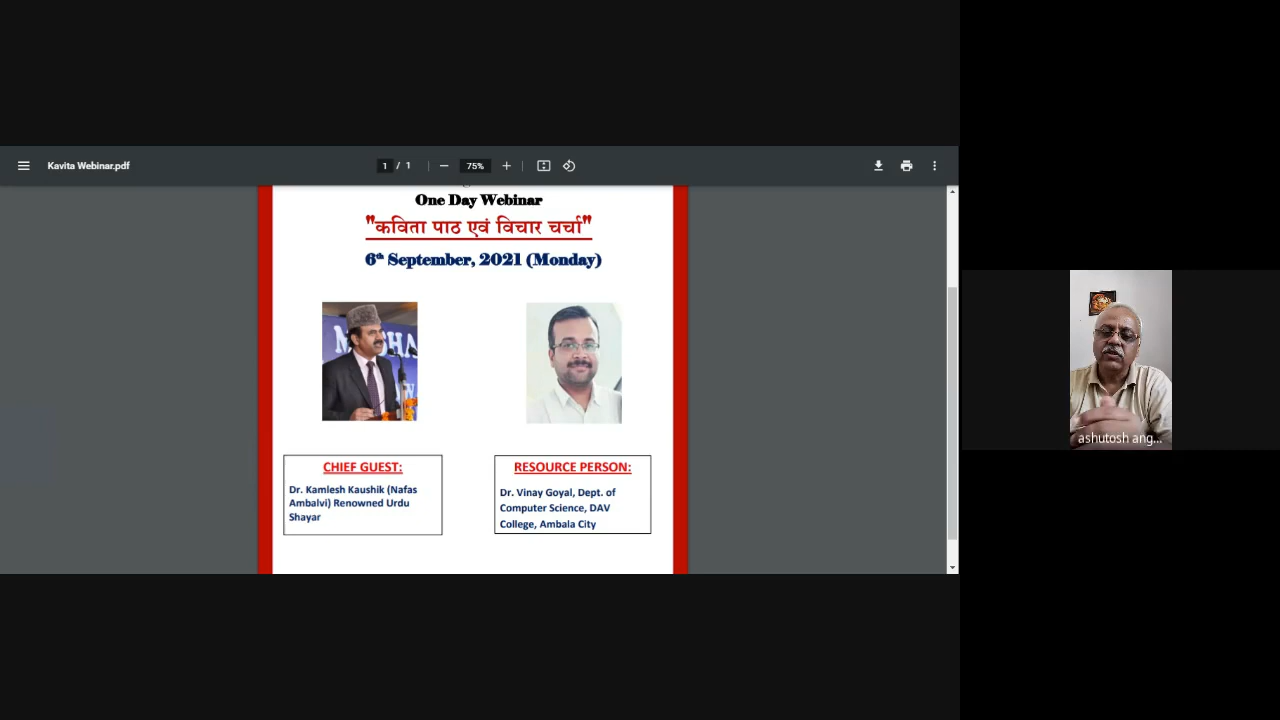 Kavita Webinar.pdf
1 / 1
75%
One Day Webinar
"कविता पाठ एवं विचार चर्चा"
6th September, 2021 (Monday)
CHIEF GUEST:
Dr. Kamlesh Kaushik (Nafas
Ambalvi) Renowned Urdu
Shayar
RESOURCE PERSON:
Dr. Vinay Goyal, Dept. of
Computer Science, DAV
College, Ambala City
ashutosh ang...